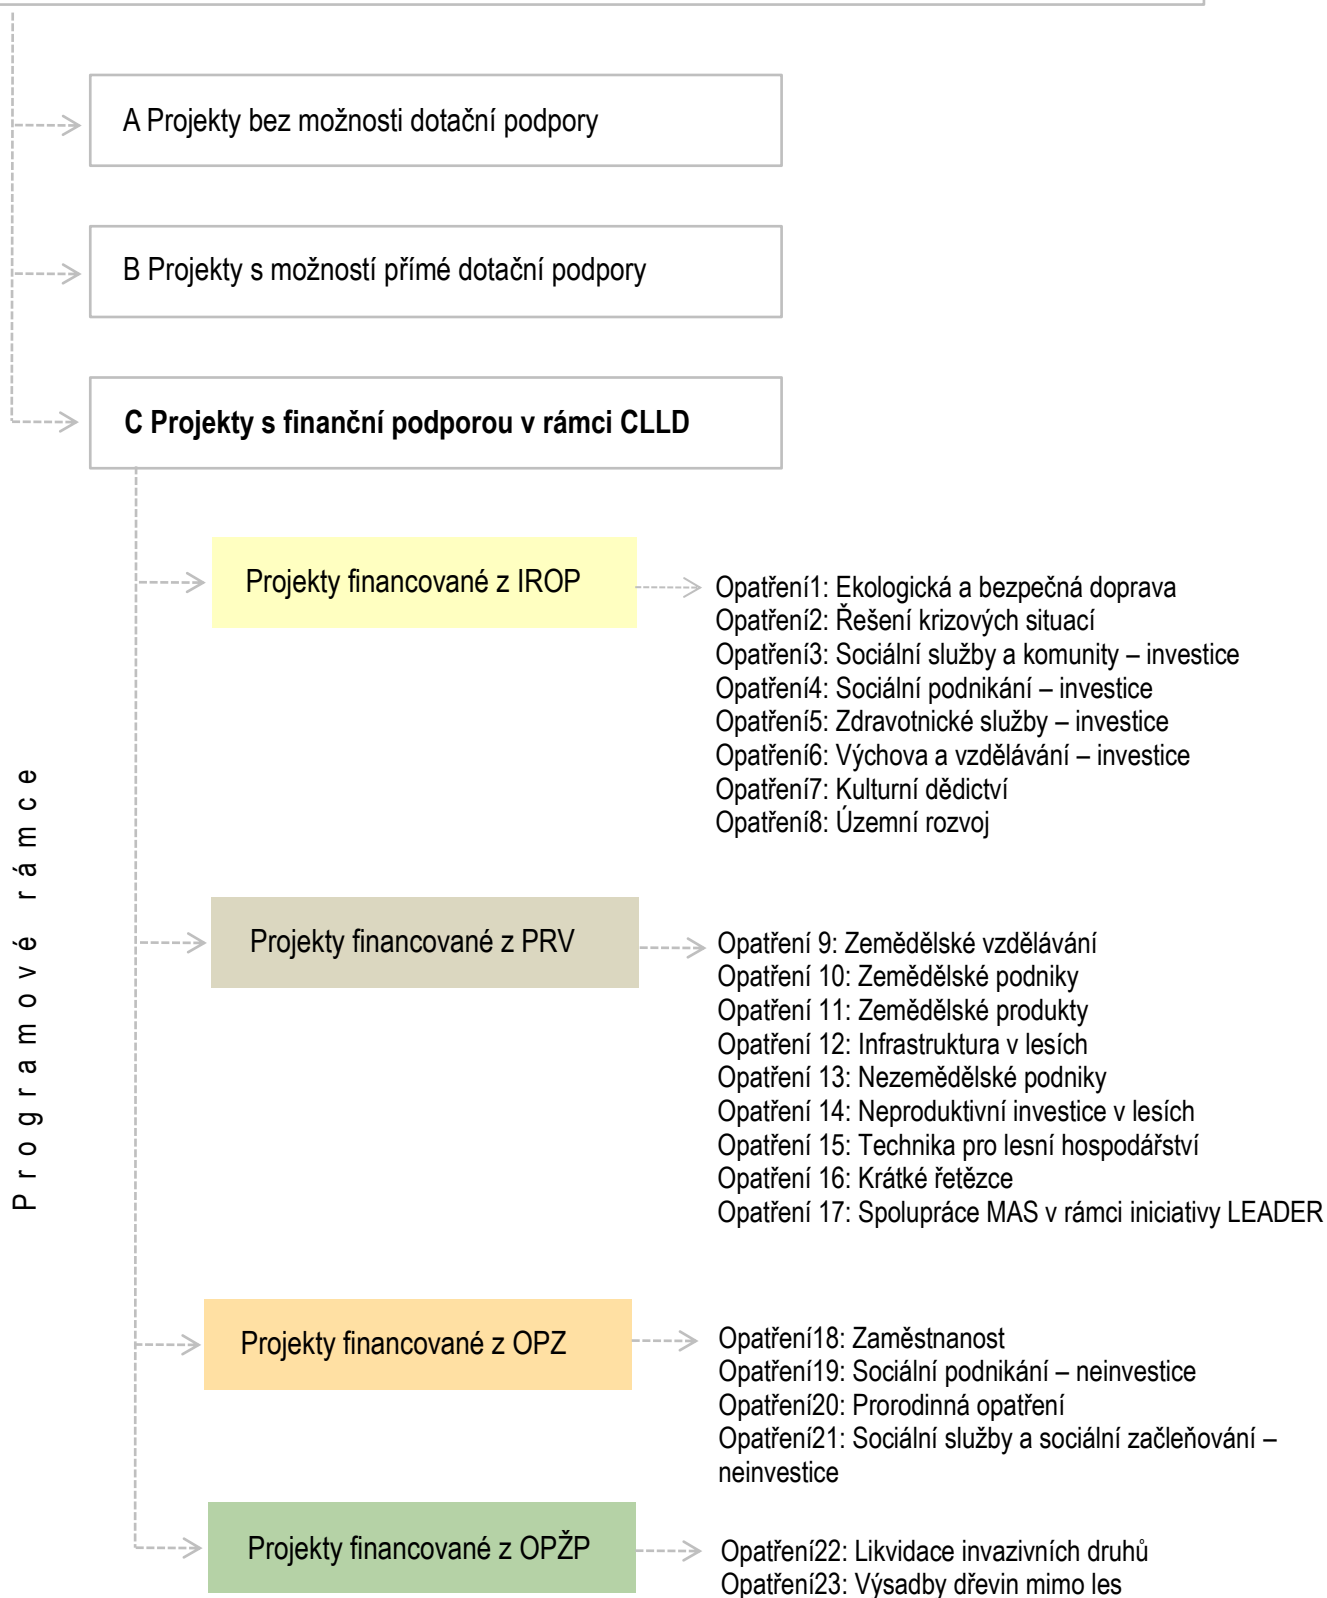 A Projekty bez možnosti dotační podpory
B Projekty s možností přímé dotační podpory
C Projekty s finanční podporou v rámci CLLD
Programové rámce
Projekty financované z IROP
Opatření1: Ekologická a bezpečná doprava
Opatření2: Řešení krizových situací
Opatření3: Sociální služby a komunity – investice
Opatření4: Sociální podnikání – investice
Opatření5: Zdravotnické služby – investice
Opatření6: Výchova a vzdělávání – investice
Opatření7: Kulturní dědictví
Opatření8: Územní rozvoj
Projekty financované z PRV
Opatření 9: Zemědělské vzdělávání
Opatření 10: Zemědělské podniky
Opatření 11: Zemědělské produkty
Opatření 12: Infrastruktura v lesích
Opatření 13: Nezemědělské podniky
Opatření 14: Neproduktivní investice v lesích
Opatření 15: Technika pro lesní hospodářství
Opatření 16: Krátké řetězce
Opatření 17: Spolupráce MAS v rámci iniciativy LEADER
Projekty financované z OPZ
Opatření18: Zaměstnanost
Opatření19: Sociální podnikání – neinvestice
Opatření20: Prorodinná opatření
Opatření21: Sociální služby a sociální začleňování –
neinvestice
Projekty financované z OPŽP
Opatření22: Likvidace invazivních druhů
Opatření23: Výsadby dřevin mimo les